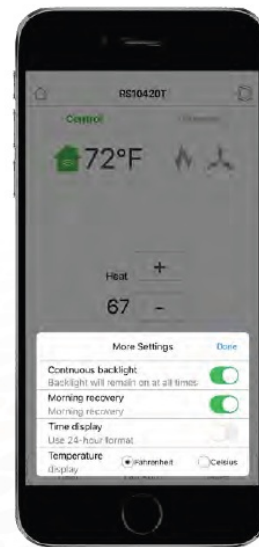 RS10420T
Control
72°F
Heat
+
67
-
More Settings
Done
Contnuous backlight
Backlight will remain on at all times
Morning recovery
Morning recovery
Time display
Use 24-hour format
Temperature
display
Fahrenheit
Celsius